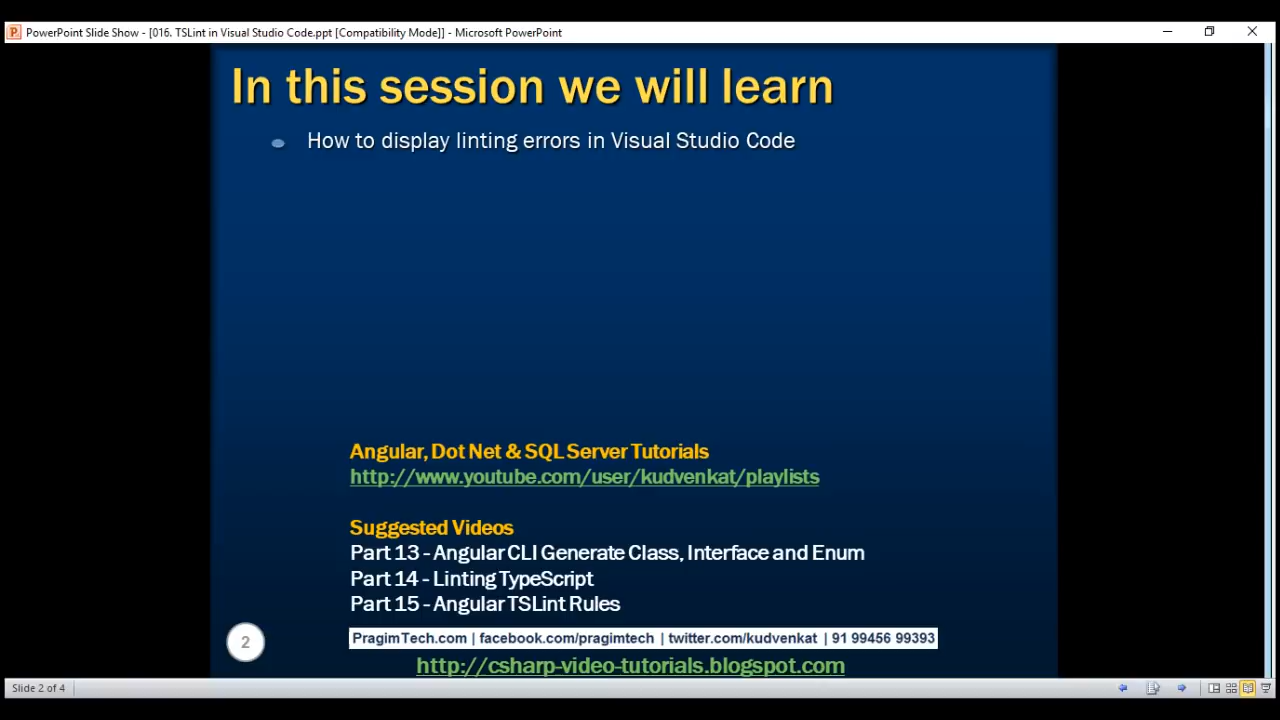 PowerPoint Slide Show - [016. TSLint in Visual Studio Code.ppt [Compatibility Mode]] - Microsoft PowerPoint
In this session we will learn
How to display linting errors in Visual Studio Code
Angular, Dot Net & SQL Server Tutorials
http://www.youtube.com/user/kudvenkat/playlists
Suggested Videos
Part 13 - Angular CLI Generate Class, Interface and Enum
Part 14 - Linting TypeScript
Part 15 - Angular TSLint Rules
2
PragimTech.com | facebook.com/pragimtech | twitter.com/kudvenkat | 91 99456 99393
http://csharp-video-tutorials.blogspot.com
Slide 2 of 4